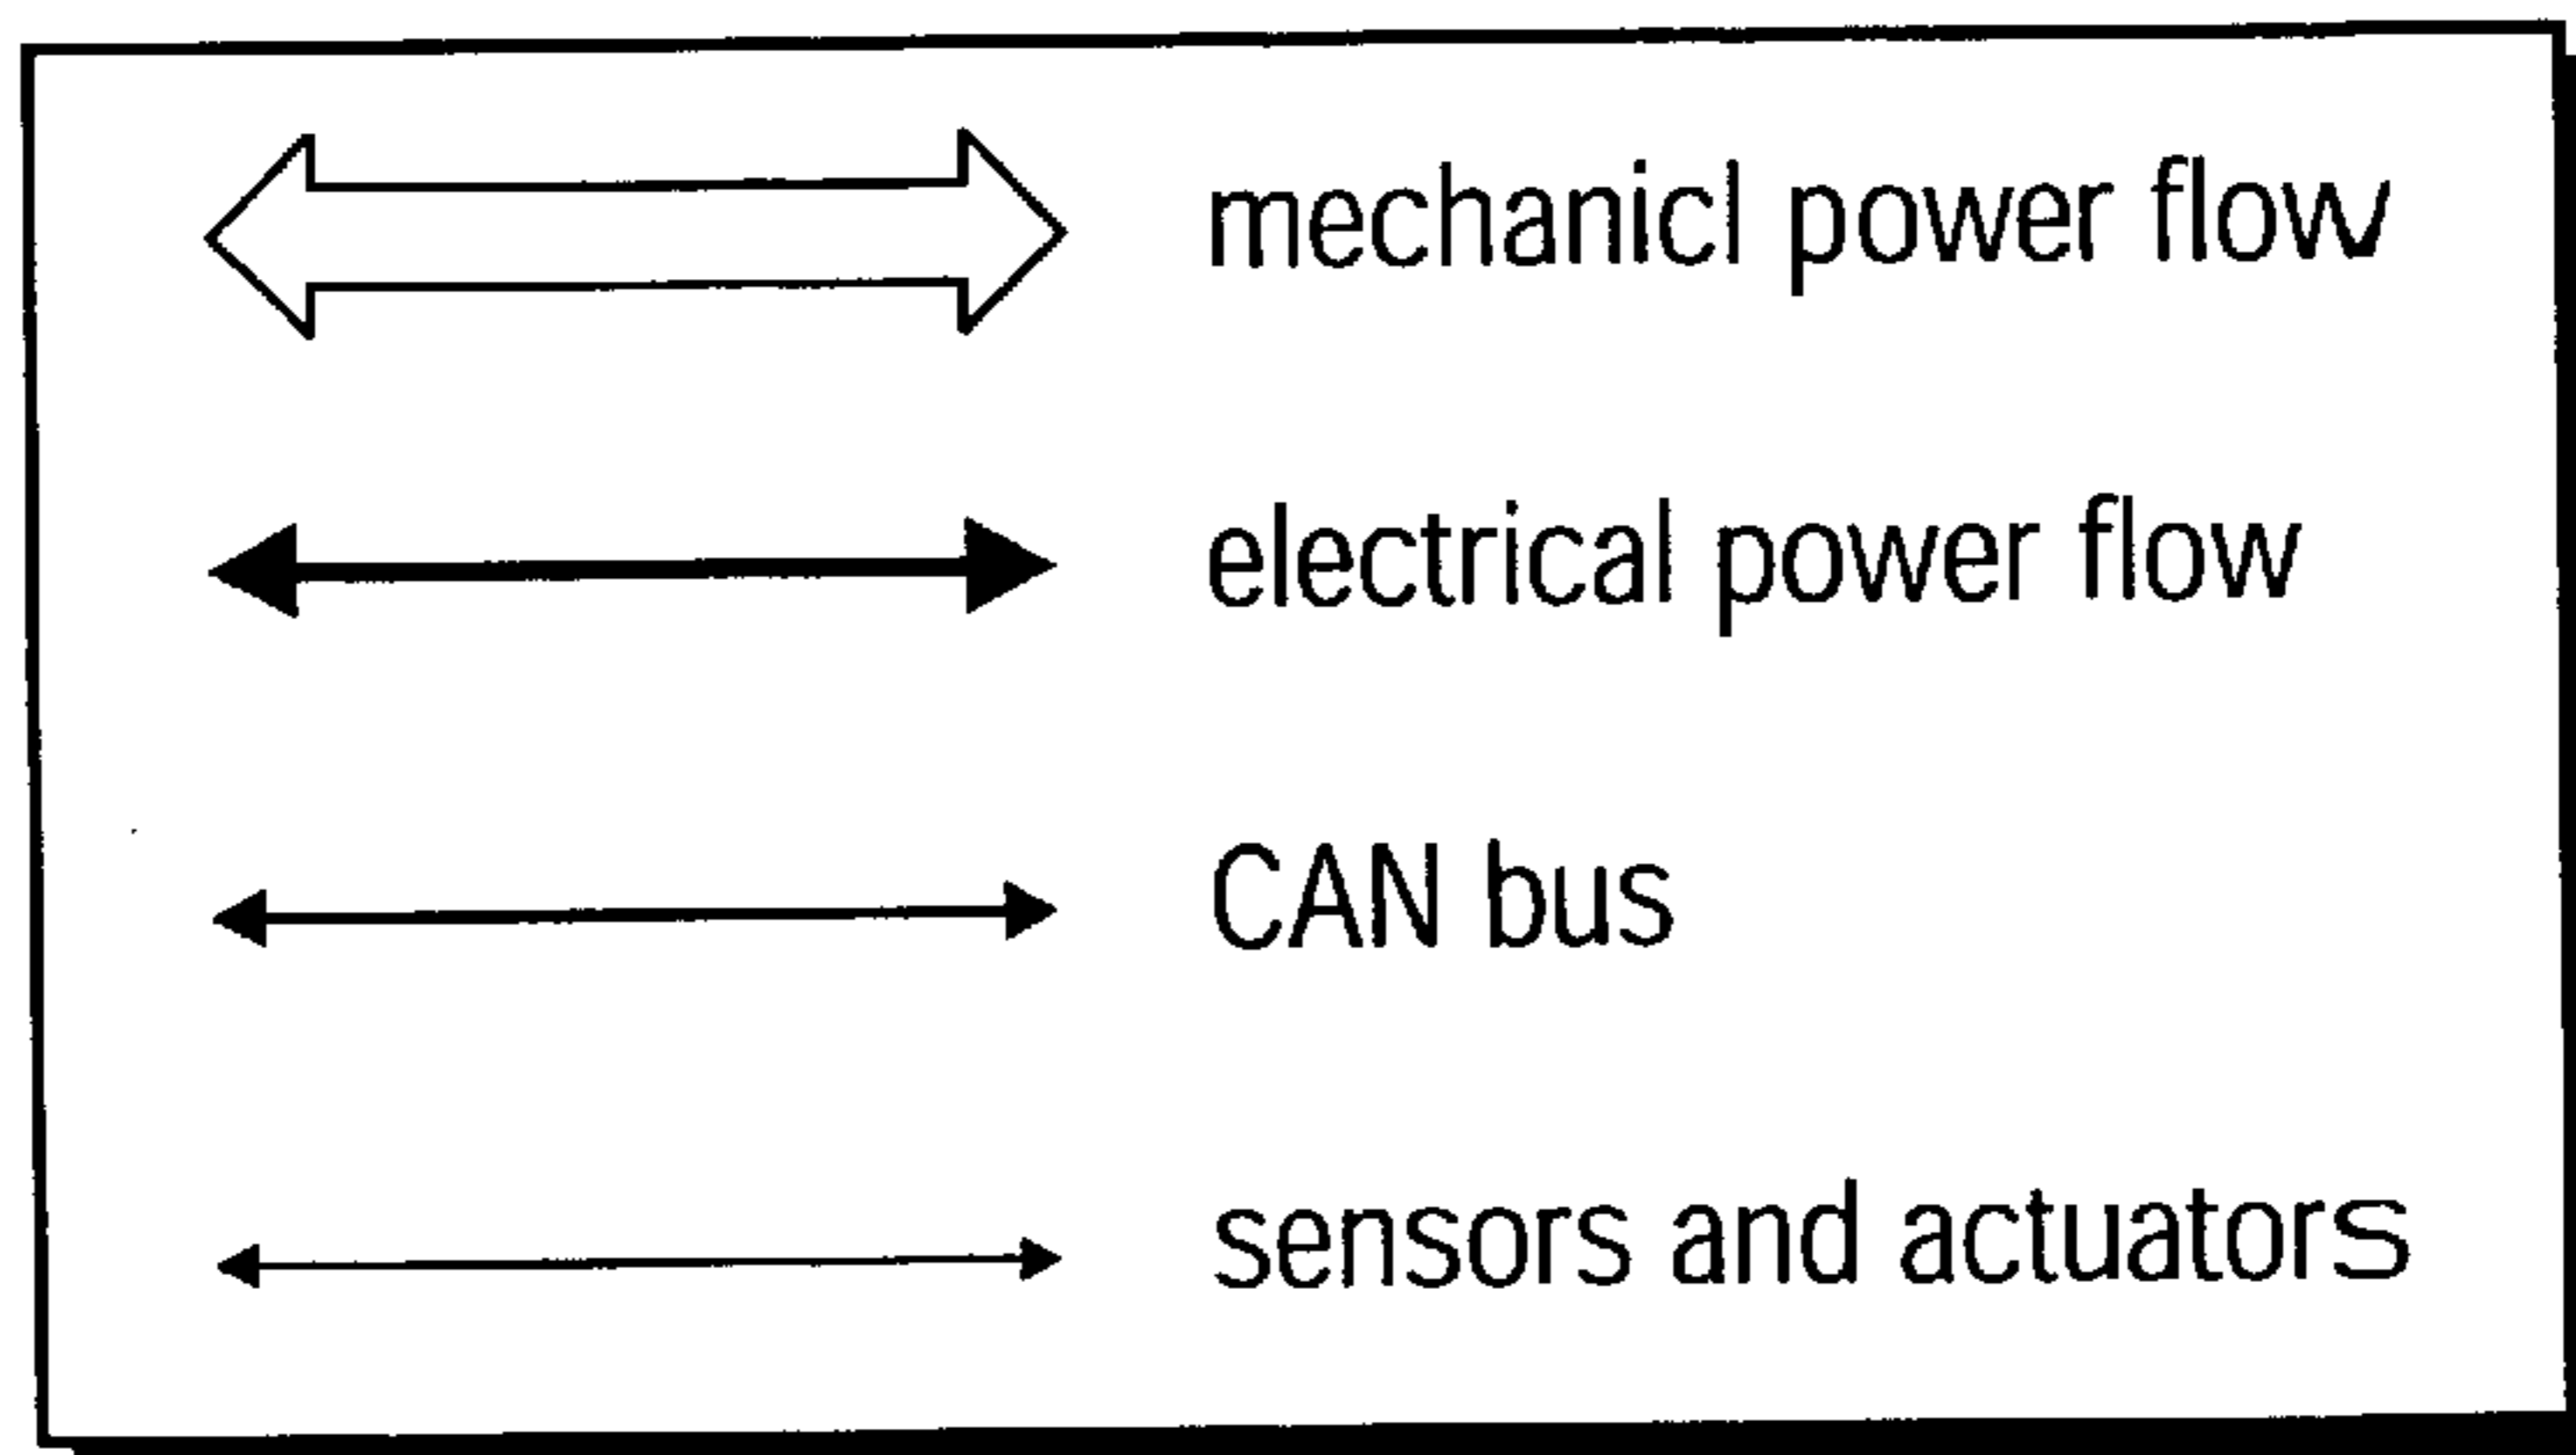 mechanicl power flow
electrical power flow
CAN bus
sensors and actuators